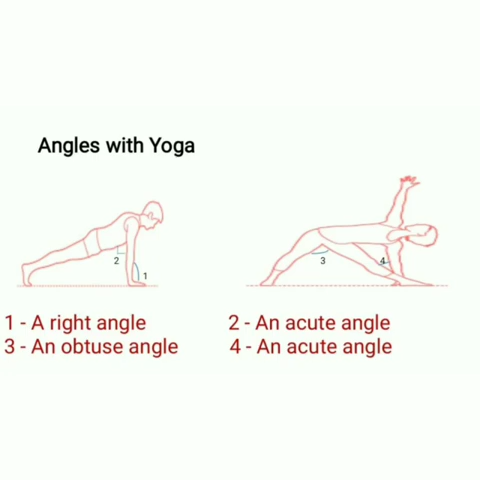 Angles with Yoga
2
1
3
4
1 - A right angle
2 - An acute angle
3 - An obtuse angle
4 - An acute angle